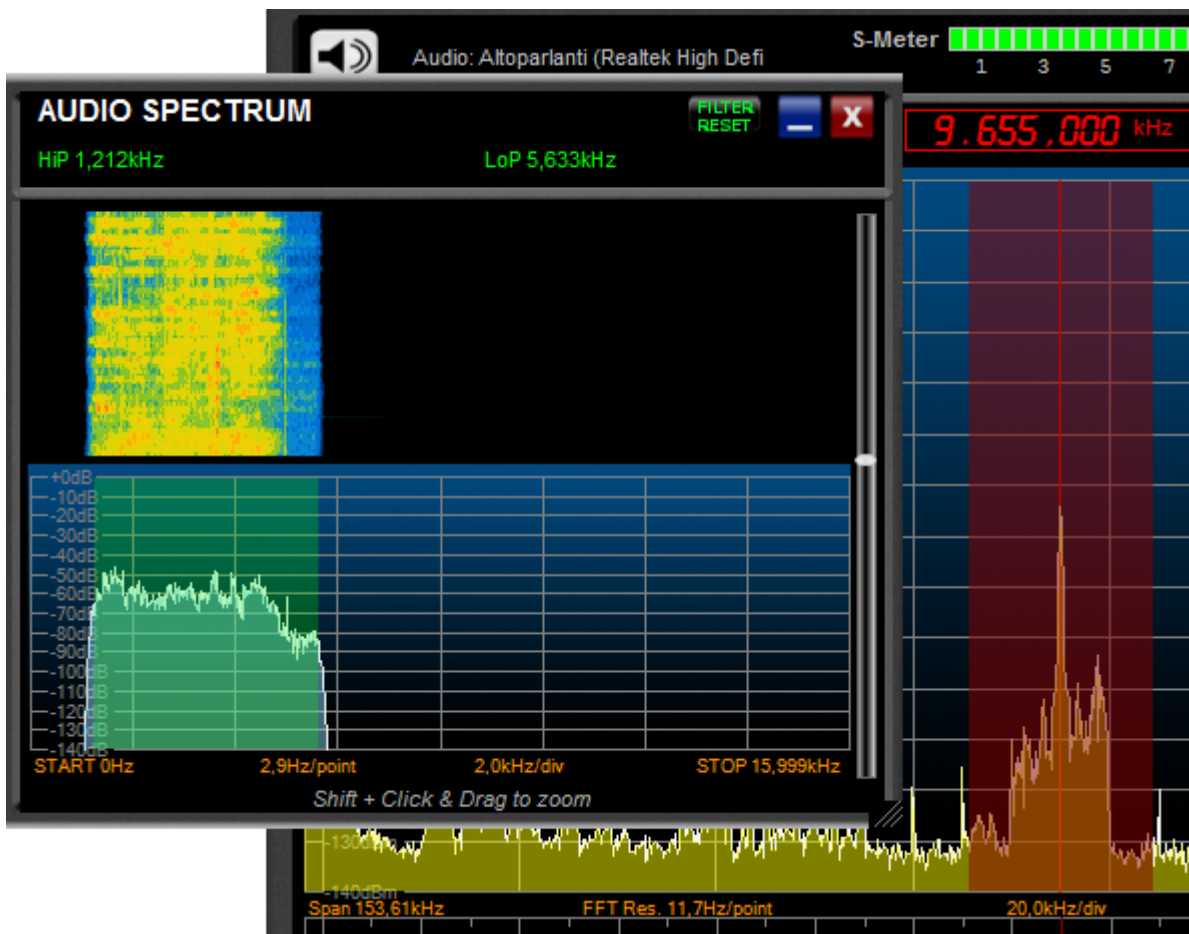 S-Meter
Audio: Altoparlanti (Realtek High Defi
1 3 5 7
AUDIO SPECTRUM
FILTER
RESET
X
9.655,000 kHz
HiP 1,212kHz
LoP 5,633kHz
+0dB
-10dB
-20dB
-30dB
-40dB
-50dB
-60dB
-70dB
-80dB
-90dB
-100dB
-110dB
-120dB
-130dB
-140dB
START 0Hz 2,9Hz/point 2,0kHz/div STOP 15,999kHz
Shift + Click & Drag to zoom
-130dBm
-140dBm
Span 153,61kHz FFT Res. 11,7Hz/point 20,0kHz/div